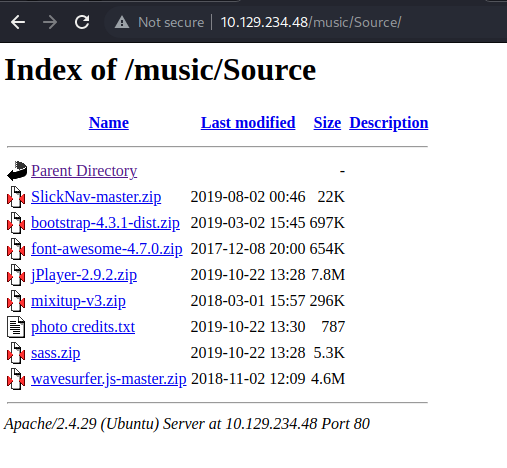 Not secure 10.129.234.48/music/Source/
Index of /music/Source
Name Last modified Size Description
Parent Directory -
SlickNav-master.zip 2019-08-02 00:46 22K
bootstrap-4.3.1-dist.zip 2019-03-02 15:45 697K
font-awesome-4.7.0.zip 2017-12-08 20:00 654K
jPlayer-2.9.2.zip 2019-10-22 13:28 7.8M
mixitup-v3.zip 2018-03-01 15:57 296K
photo credits.txt 2019-10-22 13:30 787
sass.zip 2019-10-22 13:28 5.3K
wavesurfer.js-master.zip 2018-11-02 12:09 4.6M
Apache/2.4.29 (Ubuntu) Server at 10.129.234.48 Port 80